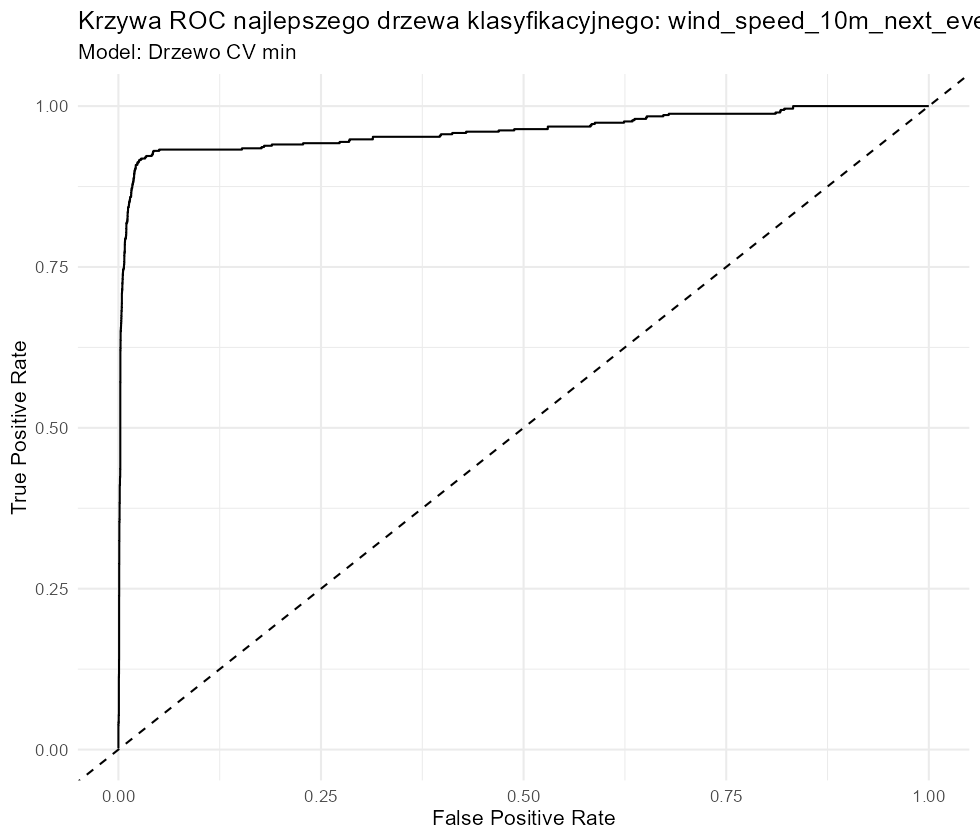 Krzywa ROC najlepszego drzewa klasyfikacyjnego: wind_speed_10m_next_eve
Model: Drzewo CV min
1.00
0.75
0.50
0.25
0.00
True Positive Rate
0.00 0.25 0.50 0.75 1.00
False Positive Rate